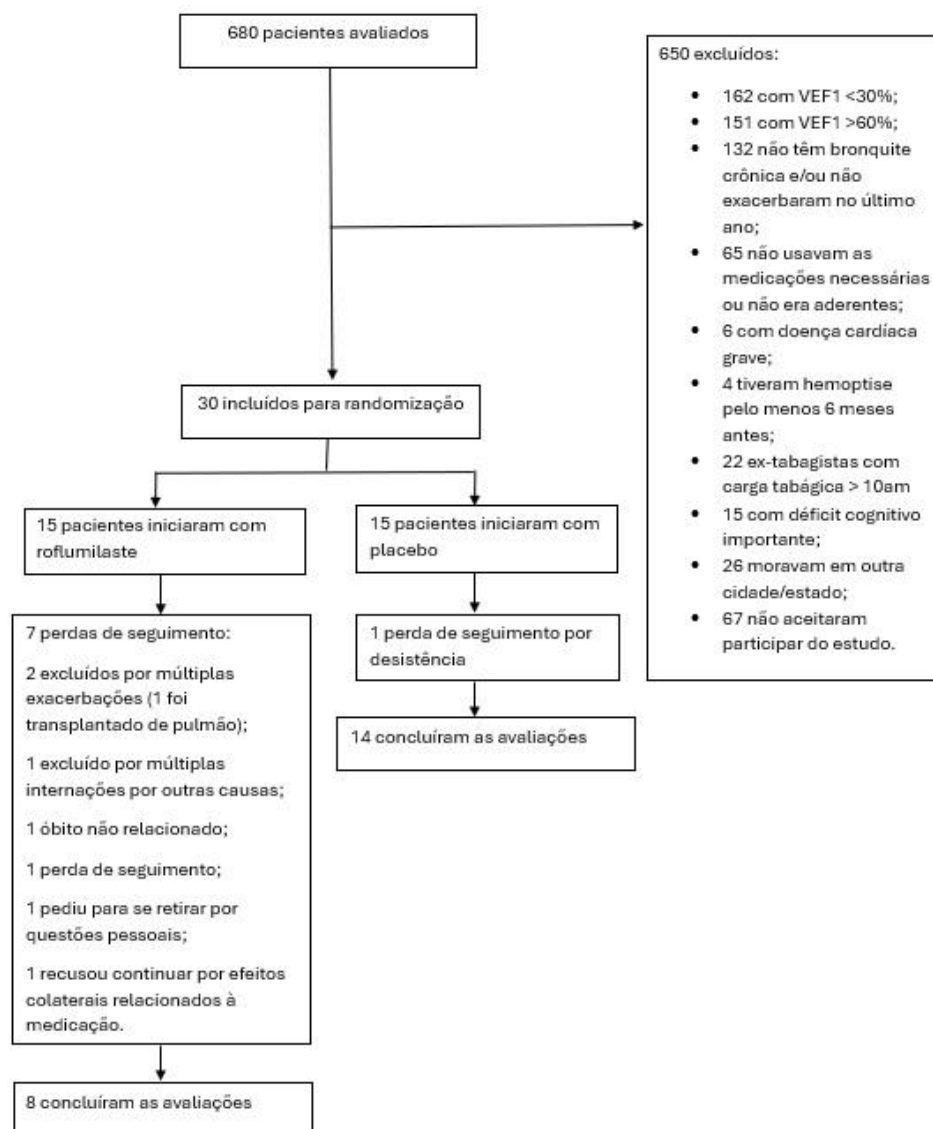 680 pacientes avaliados
650 excluídos:
• 162 com VEF1 <30%;
• 151 com VEF1 >60%;
• 132 não têm bronquite
crônica e/ou não
exacerbaram no último
ano;
• 65 não usavam as
medicações necessárias
ou não era aderentes;
• 6 com doença cardíaca
grave;
• 4 tiveram hemoptise
pelo menos 6 meses
antes;
• 22 ex-tabagistas com
carga tabágica > 10am
• 15 com déficit cognitivo
importante;
• 26 moravam em outra
cidade/estado;
• 67 não aceitaram
participar do estudo.
30 incluídos para randomização
15 pacientes iniciaram com
roflumilaste
15 pacientes iniciaram com
placebo
7 perdas de seguimento:
2 excluídos por múltiplas
exacerbações (1 foi
transplantado de pulmão);
1 excluído por múltiplas
internações por outras causas;
1 óbito não relacionado;
1 perda de seguimento;
1 pediu para se retirar por
questões pessoais;
1 recusou continuar por efeitos
colaterais relacionados à
medicação.
1 perda de seguimento por
desistência
14 concluíram as avaliações
8 concluíram as avaliações